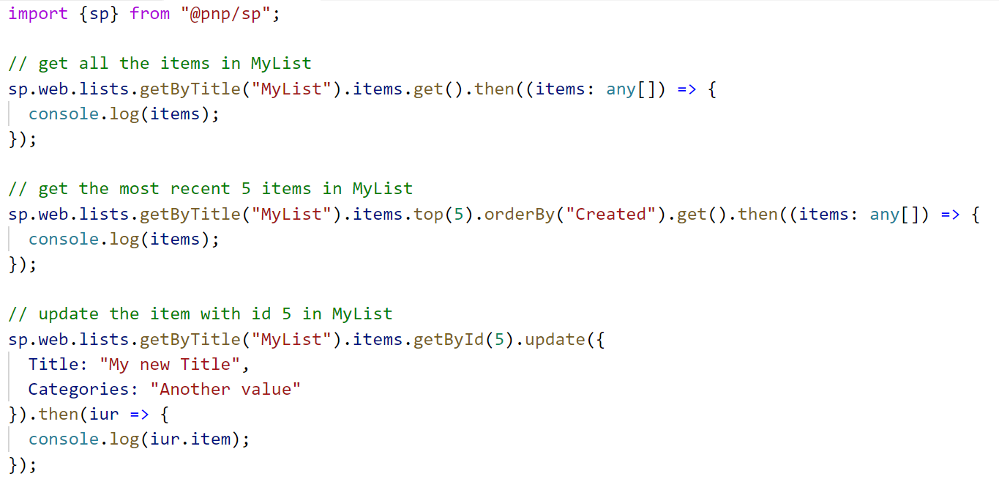 import {sp} from "@pnp/sp";

// get all the items in MyList
sp.web.lists.getByTitle("MyList").items.get().then((items: any[]) => {
  console.log(items);
});

// get the most recent 5 items in MyList
sp.web.lists.getByTitle("MyList").items.top(5).orderBy("Created").get().then((items: any[]) => {
  console.log(items);
});

// update the item with id 5 in MyList
sp.web.lists.getByTitle("MyList").items.getById(5).update({
  Title: "My new Title",
  Categories: "Another value"
}).then(iur => {
  console.log(iur.item);
});